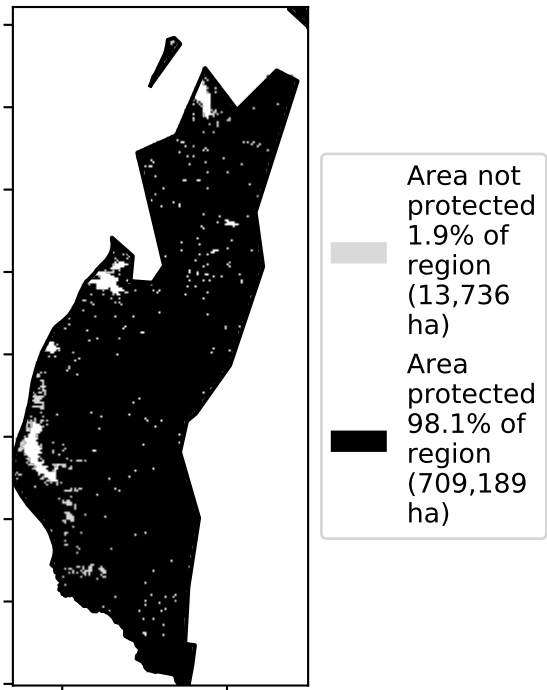 Area not
protected
1.9% of
region
(13,736
ha)
Area
protected
98.1% of
region
(709,189
ha)